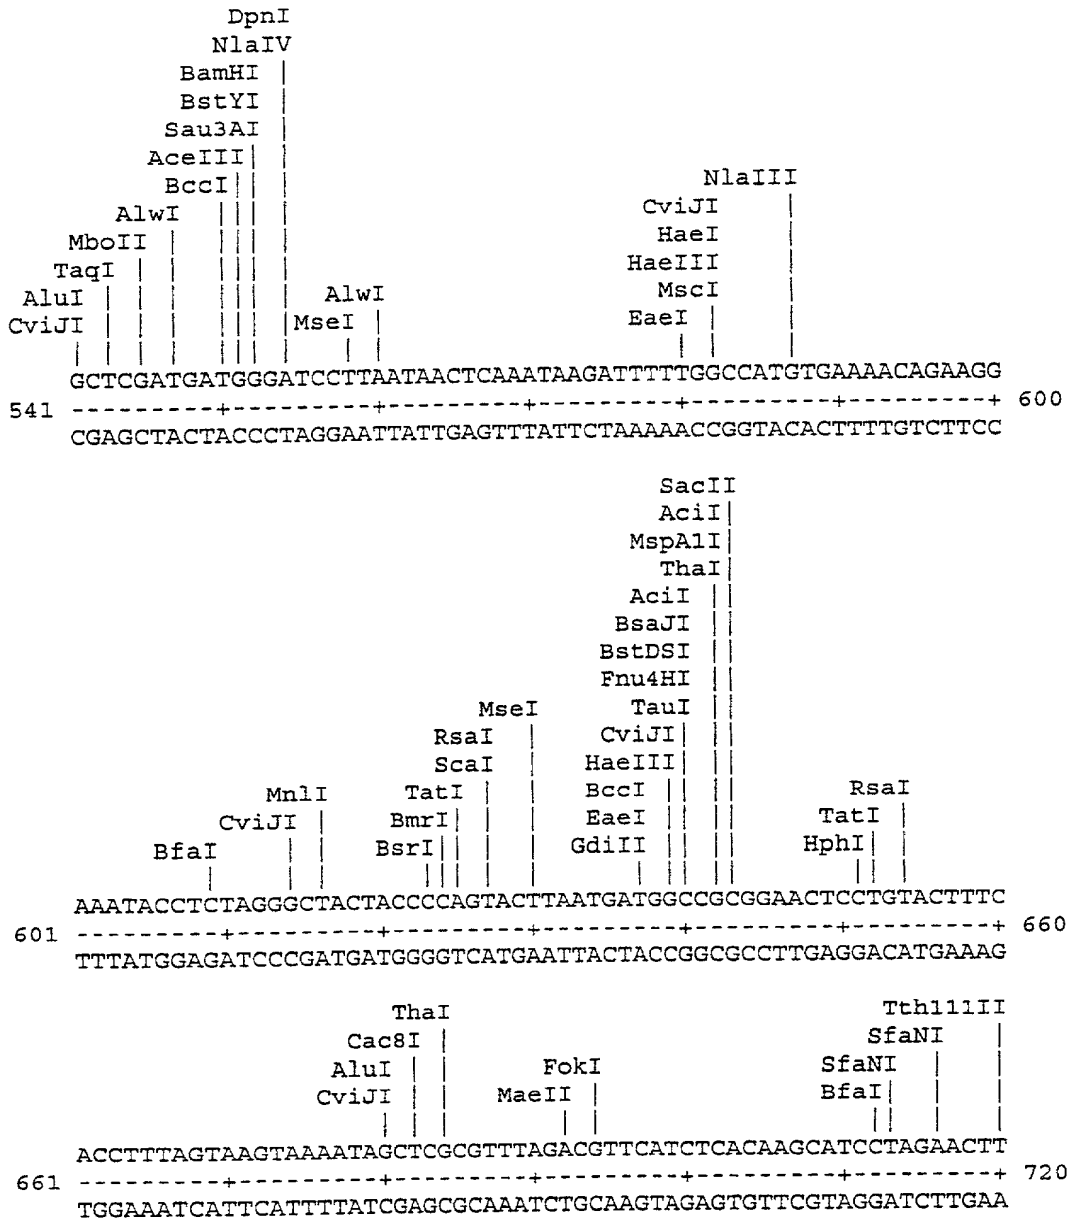 DpnI
NlaIV
BamHI
BstYI
Sau3AI
AceIII
BccI NlaIII
AlwI CviJI
MboII HaeI
TaqI HaeIII
AluI AlwI MscI
CviJI MseI EaeI
GCTCGATGATGGGATCCTTAATAACTCAAATAAGATTTTTGGCCATGTGAAAACAGAAGG
541 ---------+---------+---------+---------+---------+---------+ 600
CGAGCTACTACCCTAGGAATTATTGAGTTTATTCTAAAAACCGGTACACTTTTGTCTTCC
SacII
AciI
MspA1I
ThaI
AciI
BsaJI
BstDSI
Fnu4HI
MseI TauI
RsaI CviJI
ScaI HaeIII
MnlI TatI BccI RsaI
CviJI BmrI EaeI TatI
BfaI BsrI GdiII HphI
AAATACCTCTAGGGCTACTACCCCAGTACTTAATGATGGCCGCGGAACTCCTGTACTTTC
601 ---------+---------+---------+---------+---------+---------+ 660
TTTATGGAGATCCCGATGATGGGGTCATGAATTACTACCGGCGCCTTGAGGACATGAAAG
ThaI Tth111II
Cac8I SfaNI
AluI FokI SfaNI
CviJI MaeII BfaI
ACCTTTAGTAAGTAAAATAGCTCGCGTTTAGACGTTCATCTCACAAGCATCCTAGAACTT
661 ---------+---------+---------+---------+---------+---------+ 720
TGGAAATCATTCATTTTATCGAGCGCAAATCTGCAAGTAGAGTGTTCGTAGGATCTTGAA